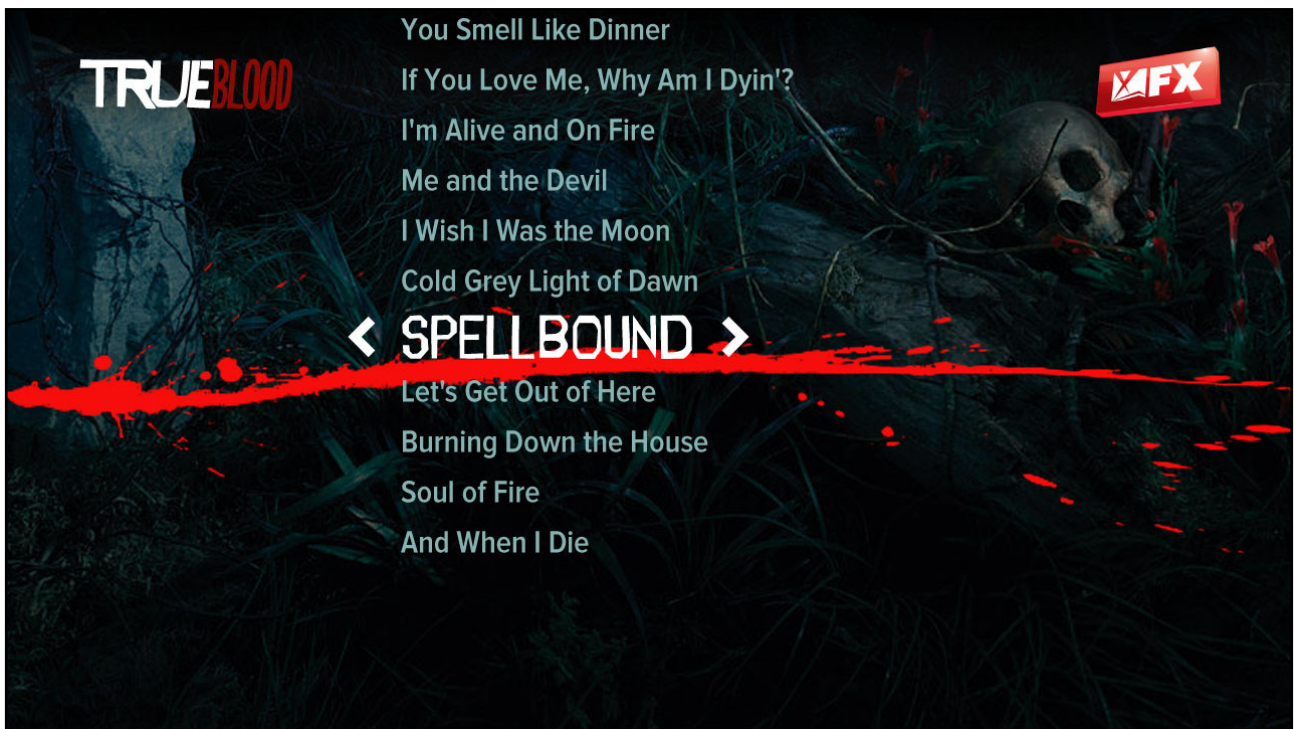 You Smell Like Dinner
TRUEBLOOD
If You Love Me, Why Am I Dyin'?
FX
I'm Alive and On Fire
Me and the Devil
I Wish I Was the Moon
Cold Grey Light of Dawn
< SPELLBOUND >
Let's Get Out of Here
Burning Down the House
Soul of Fire
And When I Die